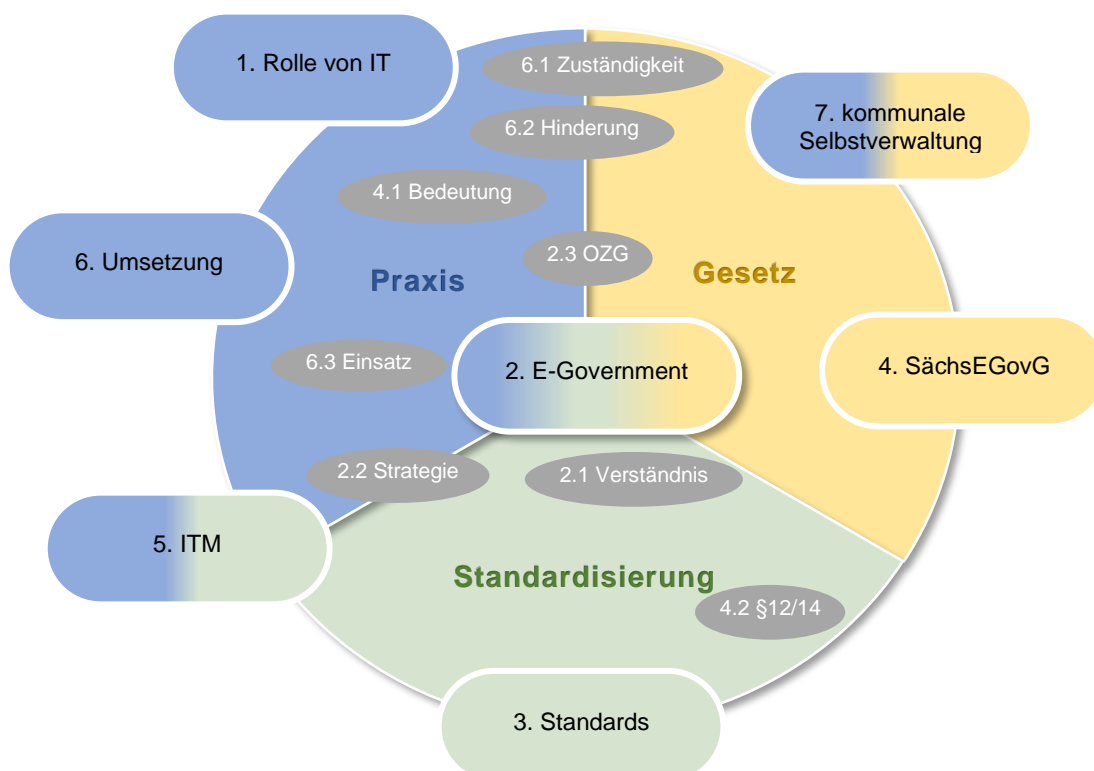 1. Rolle von IT
6.1 Zuständigkeit
7. kommunale
Selbstverwaltung
6.2 Hinderung
4.1 Bedeutung
6. Umsetzung
2.3 OZG
Praxis
Gesetz
6.3 Einsatz
2. E-Government
4. SächsEGovG
2.2 Strategie
2.1 Verständnis
5. ITM
Standardisierung
4.2 §12/14
3. Standards